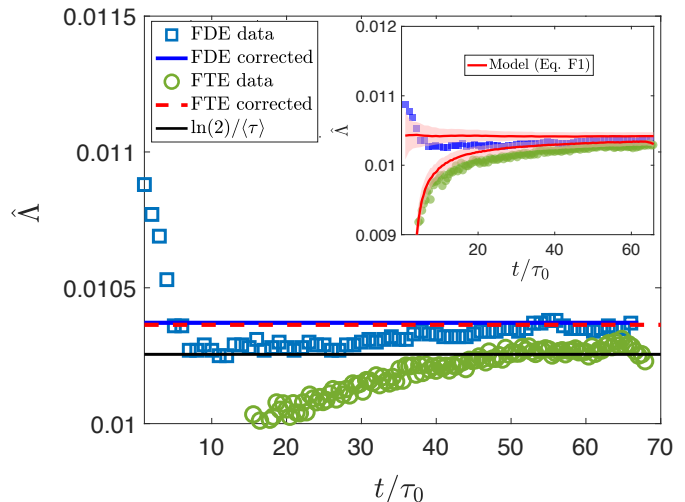 0.0115
0.011
0.0105
0.01
Λ̂
FDE data
FDE corrected
FTE data
FTE corrected
ln(2)/⟨τ⟩
Model (Eq. F1)
0.012
0.011
0.01
0.009
Λ̂
20 40 60
t/τ₀
10 20 30 40 50 60 70
t/τ₀